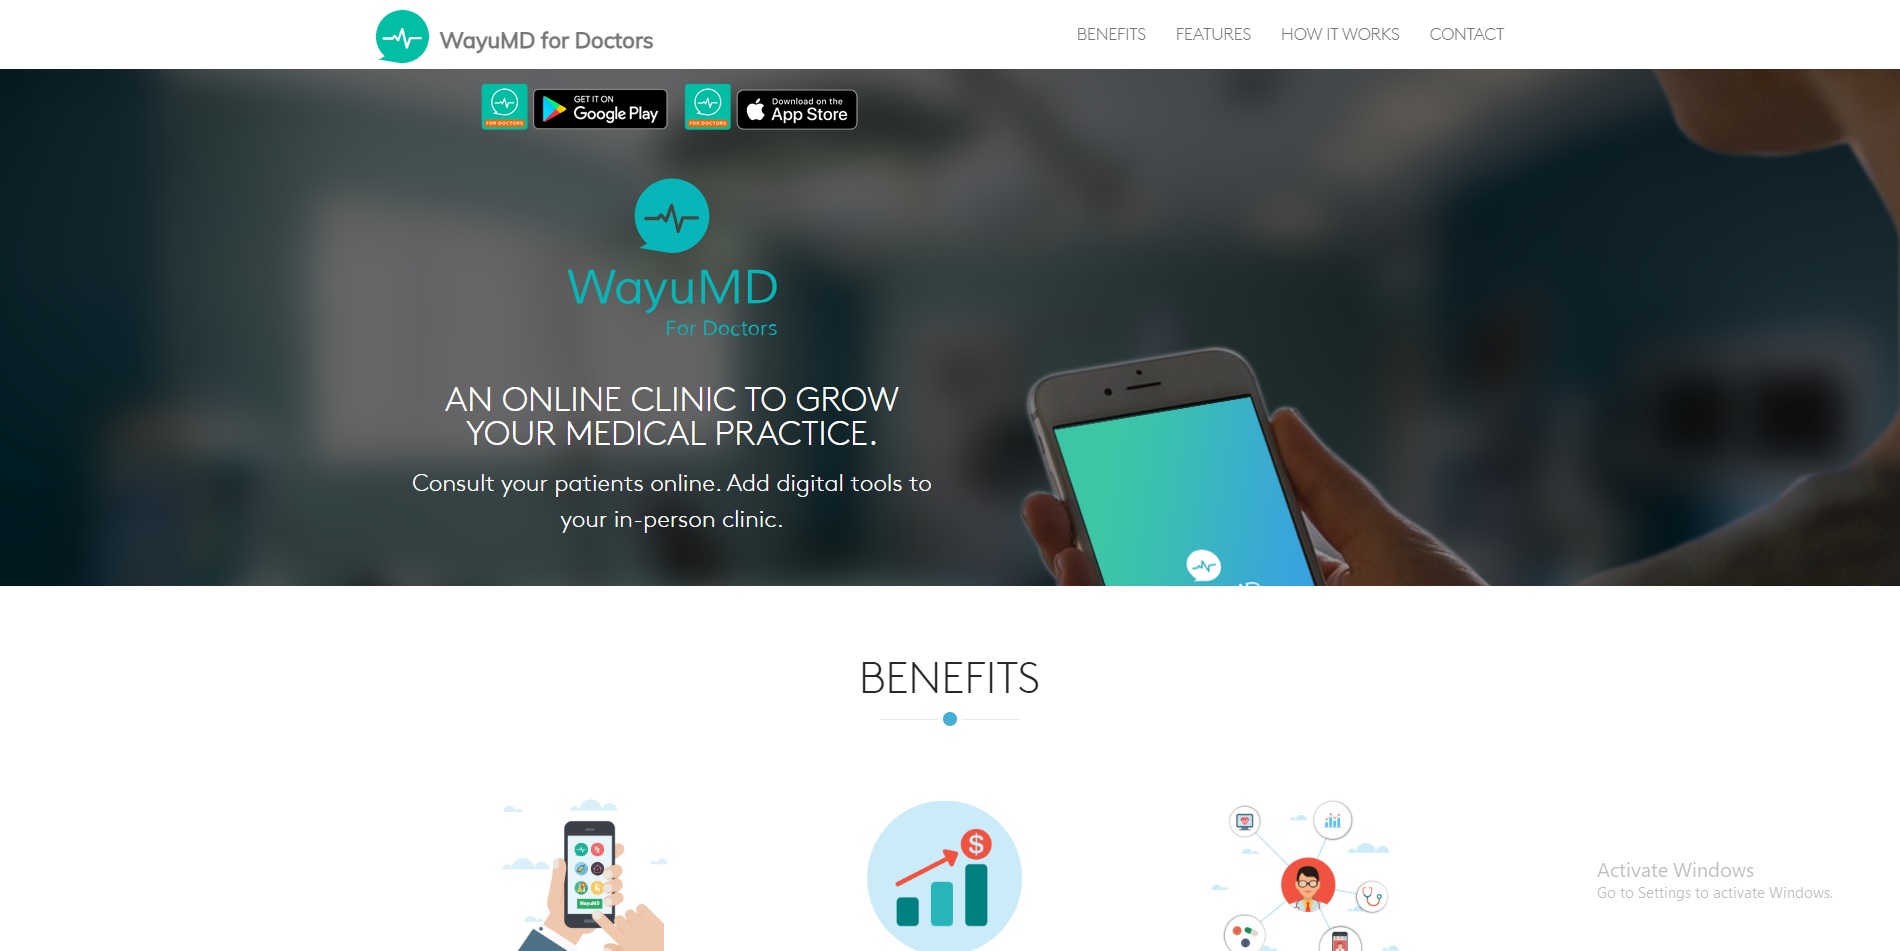 WayuMD for Doctors
BENEFITS
FEATURES
HOW IT WORKS
CONTACT
FOR DOCTORS
GET IT ON
Google Play
FOR DOCTORS
Download on the
App Store
WayuMD
For Doctors
AN ONLINE CLINIC TO GROW
YOUR MEDICAL PRACTICE.
Consult your patients online. Add digital tools to
your in-person clinic.
BENEFITS
WayuMD
$
Activate Windows
Go to Settings to activate Windows.